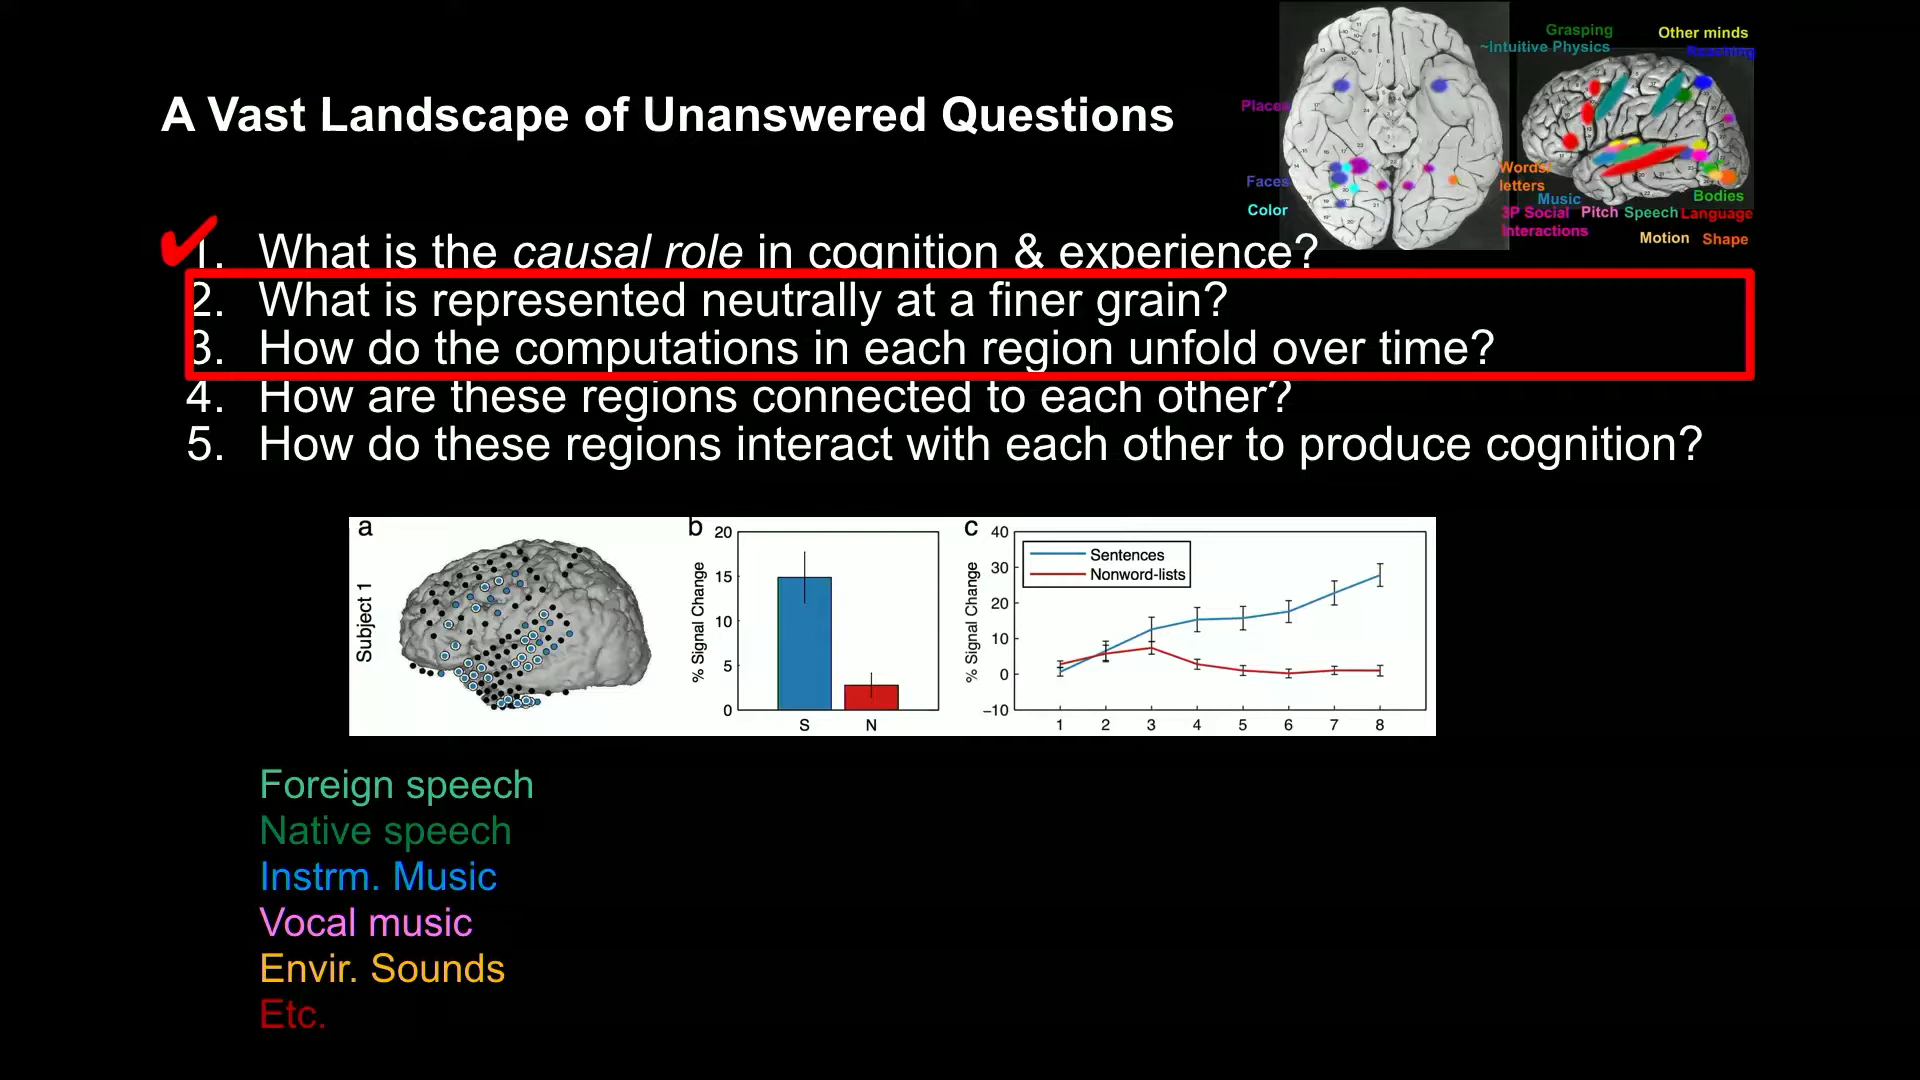 A Vast Landscape of Unanswered Questions
Grasping
Other minds
~Intuitive Physics
Reaching
Places
Faces
Color
Words/
letters
Music
Bodies
3P Social
Interactions
Pitch
Speech
Language
Motion
Shape
1. What is the causal role in cognition & experience?
2. What is represented neutrally at a finer grain?
3. How do the computations in each region unfold over time?
4. How are these regions connected to each other?
5. How do these regions interact with each other to produce cognition?
a
Subject 1
b
% Signal Change
20
15
10
5
0
S
N
c
% Signal Change
40
30
20
10
0
−10
Sentences
Nonword-lists
1 2 3 4 5 6 7 8
Foreign speech
Native speech
Instrm. Music
Vocal music
Envir. Sounds
Etc.